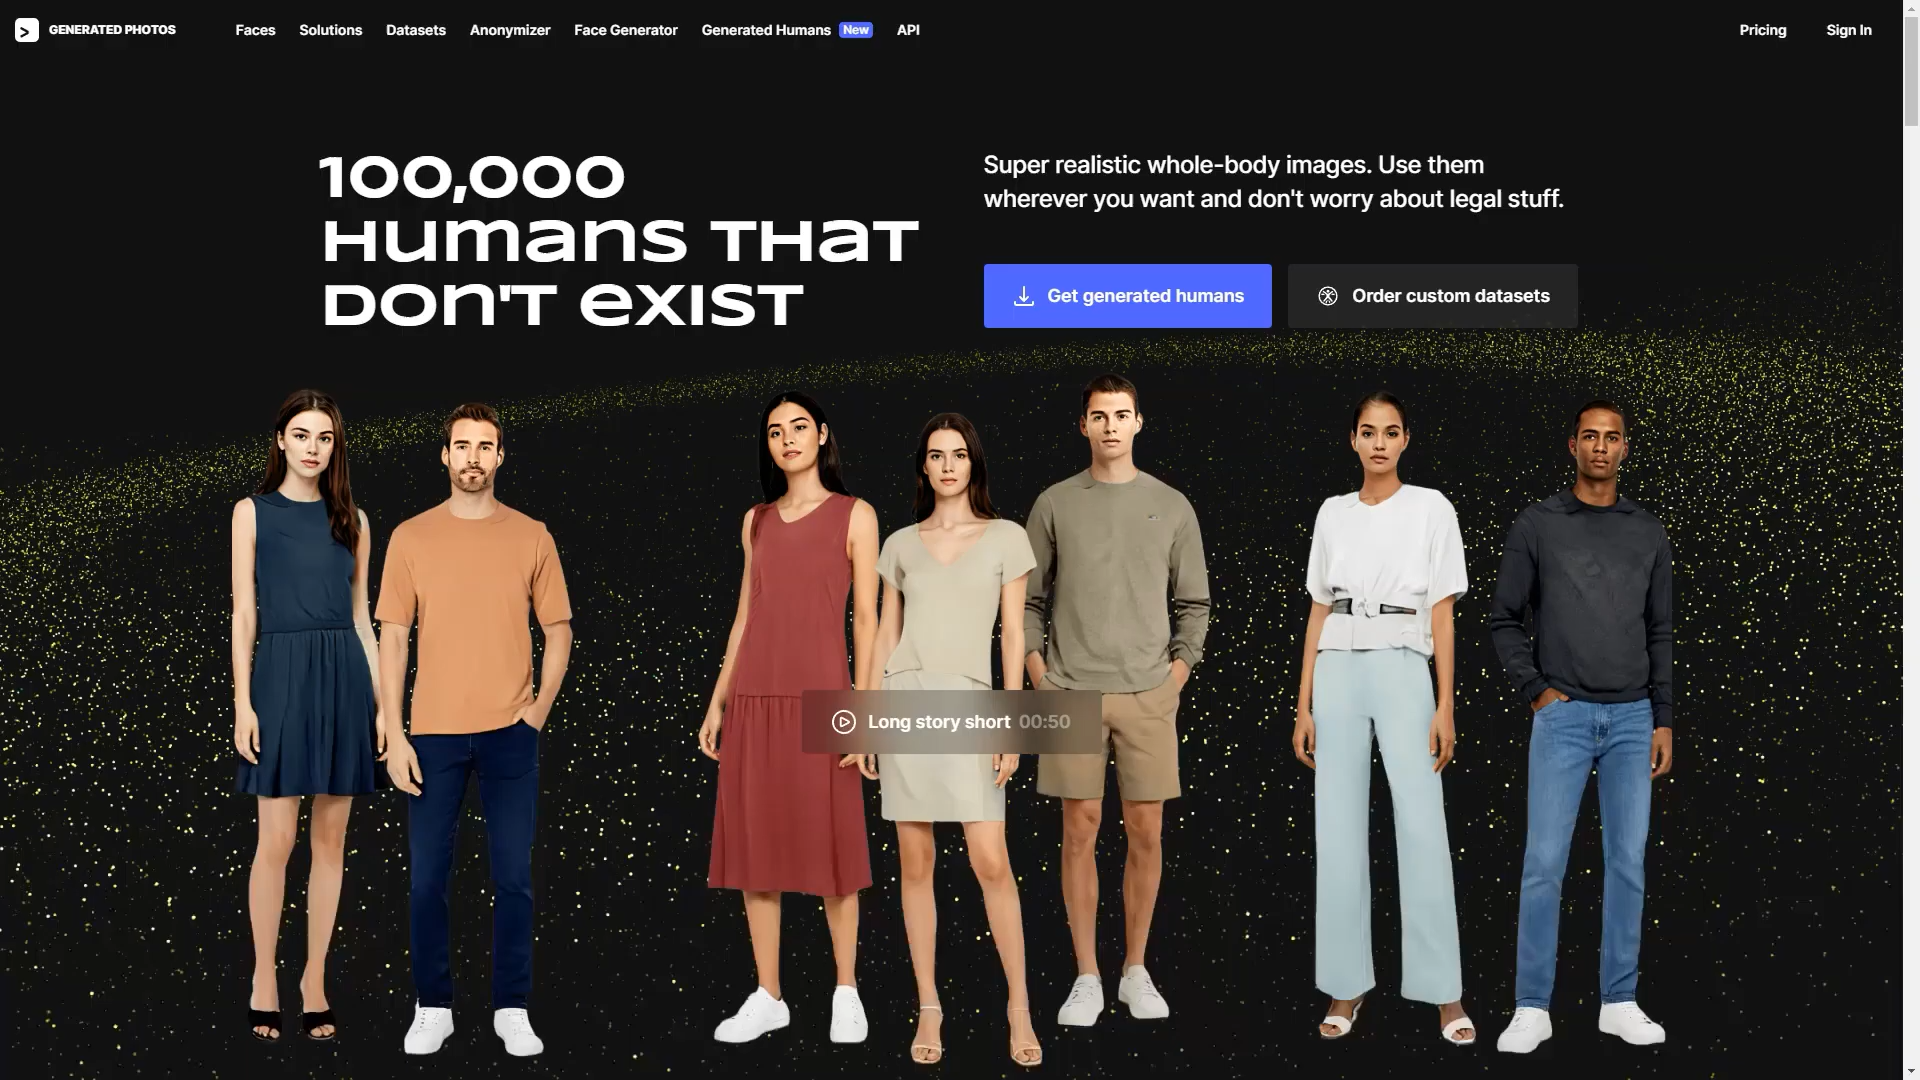 GENERATED PHOTOS
Faces
Solutions
Datasets
Anonymizer
Face Generator
Generated Humans New
API
Pricing
Sign In
100,000
Humans THaT
Don'T exist
Super realistic whole-body images. Use them
wherever you want and don't worry about legal stuff.
Get generated humans
Order custom datasets
Long story short 00:50